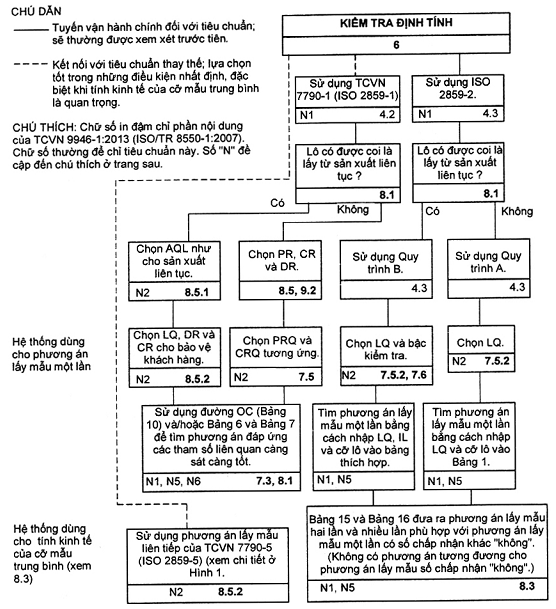 CHÚ DẪN
Tuyến vận hành chính đối với tiêu chuẩn;
sẽ thường được xem xét trước tiên.
Kết nối với tiêu chuẩn thay thế; lựa chọn
tốt trong những điều kiện nhất định, đặc
biệt khi tính kinh tế của cỡ mẫu trung bình
là quan trọng.
CHÚ THÍCH: Chữ số in đậm chỉ phần nội dung
của TCVN 9946-1:2013 (ISO/TR 8550-1:2007).
Chữ số thường để chỉ tiêu chuẩn này. Số "N" đề
cập đến chú thích ở trang sau.
KIỂM TRA ĐỊNH TÍNH
6
Sử dụng TCVN
7790-1 (ISO 2859-1)
N1 4.2
Sử dụng ISO
2859-2.
N1 4.3
Lô có được coi là
lấy từ sản xuất liên
tục ?
8.1
Lô có được coi là
lấy từ sản xuất liên
tục ?
8.1
Có
Không
Có
Không
Chọn AQL như
cho sản xuất
liên tục.
N2 8.5.1
Chọn PR, CR
và DR.
8.5, 9.2
Sử dụng Quy
trình B.
4.3
Sử dụng Quy
trình A.
4.3
Hệ thống dùng
cho phương án
lấy mẫu một lần
Chọn LQ, DR và
CR cho bảo vệ
khách hàng.
N2 8.5.2
Chọn PRQ và
CRQ tương ứng.
N2 7.5
Chọn LQ và bậc
kiểm tra.
N2 7.5.2, 7.6
Chọn LQ.
N2 7.5.2
Sử dụng đường OC (Bảng
10) và/hoặc Bảng 6 và Bảng 7
để tìm phương án đáp ứng
các tham số liên quan càng
sát càng tốt.
N1, N5, N6 7.3, 8.1
Tìm phương án lấy
mẫu một lần bằng
cách nhập LQ, IL
và cỡ lô vào bảng
thích hợp.
N1, N5
Tìm phương án
lấy mẫu một lần
bằng cách nhập
LQ và cỡ lô vào
Bảng 1.
N1, N5
Hệ thống dùng
cho tính kinh tế
của cỡ mẫu
trung bình (xem
8.3)
Sử dụng phương án lấy mẫu
liên tiếp của TCVN 7790-5
(ISO 2859-5) (xem chi tiết ở
Hình 1.
N2 8.5.2
Bảng 15 và Bảng 16 đưa ra phương án lấy mẫu
hai lần và nhiều lần phù hợp với phương án lấy
mẫu một lần có số chấp nhận khác "không".
(Không có phương án tương đương cho
phương án lấy mẫu số chấp nhận "không".)
N1, N5 8.3